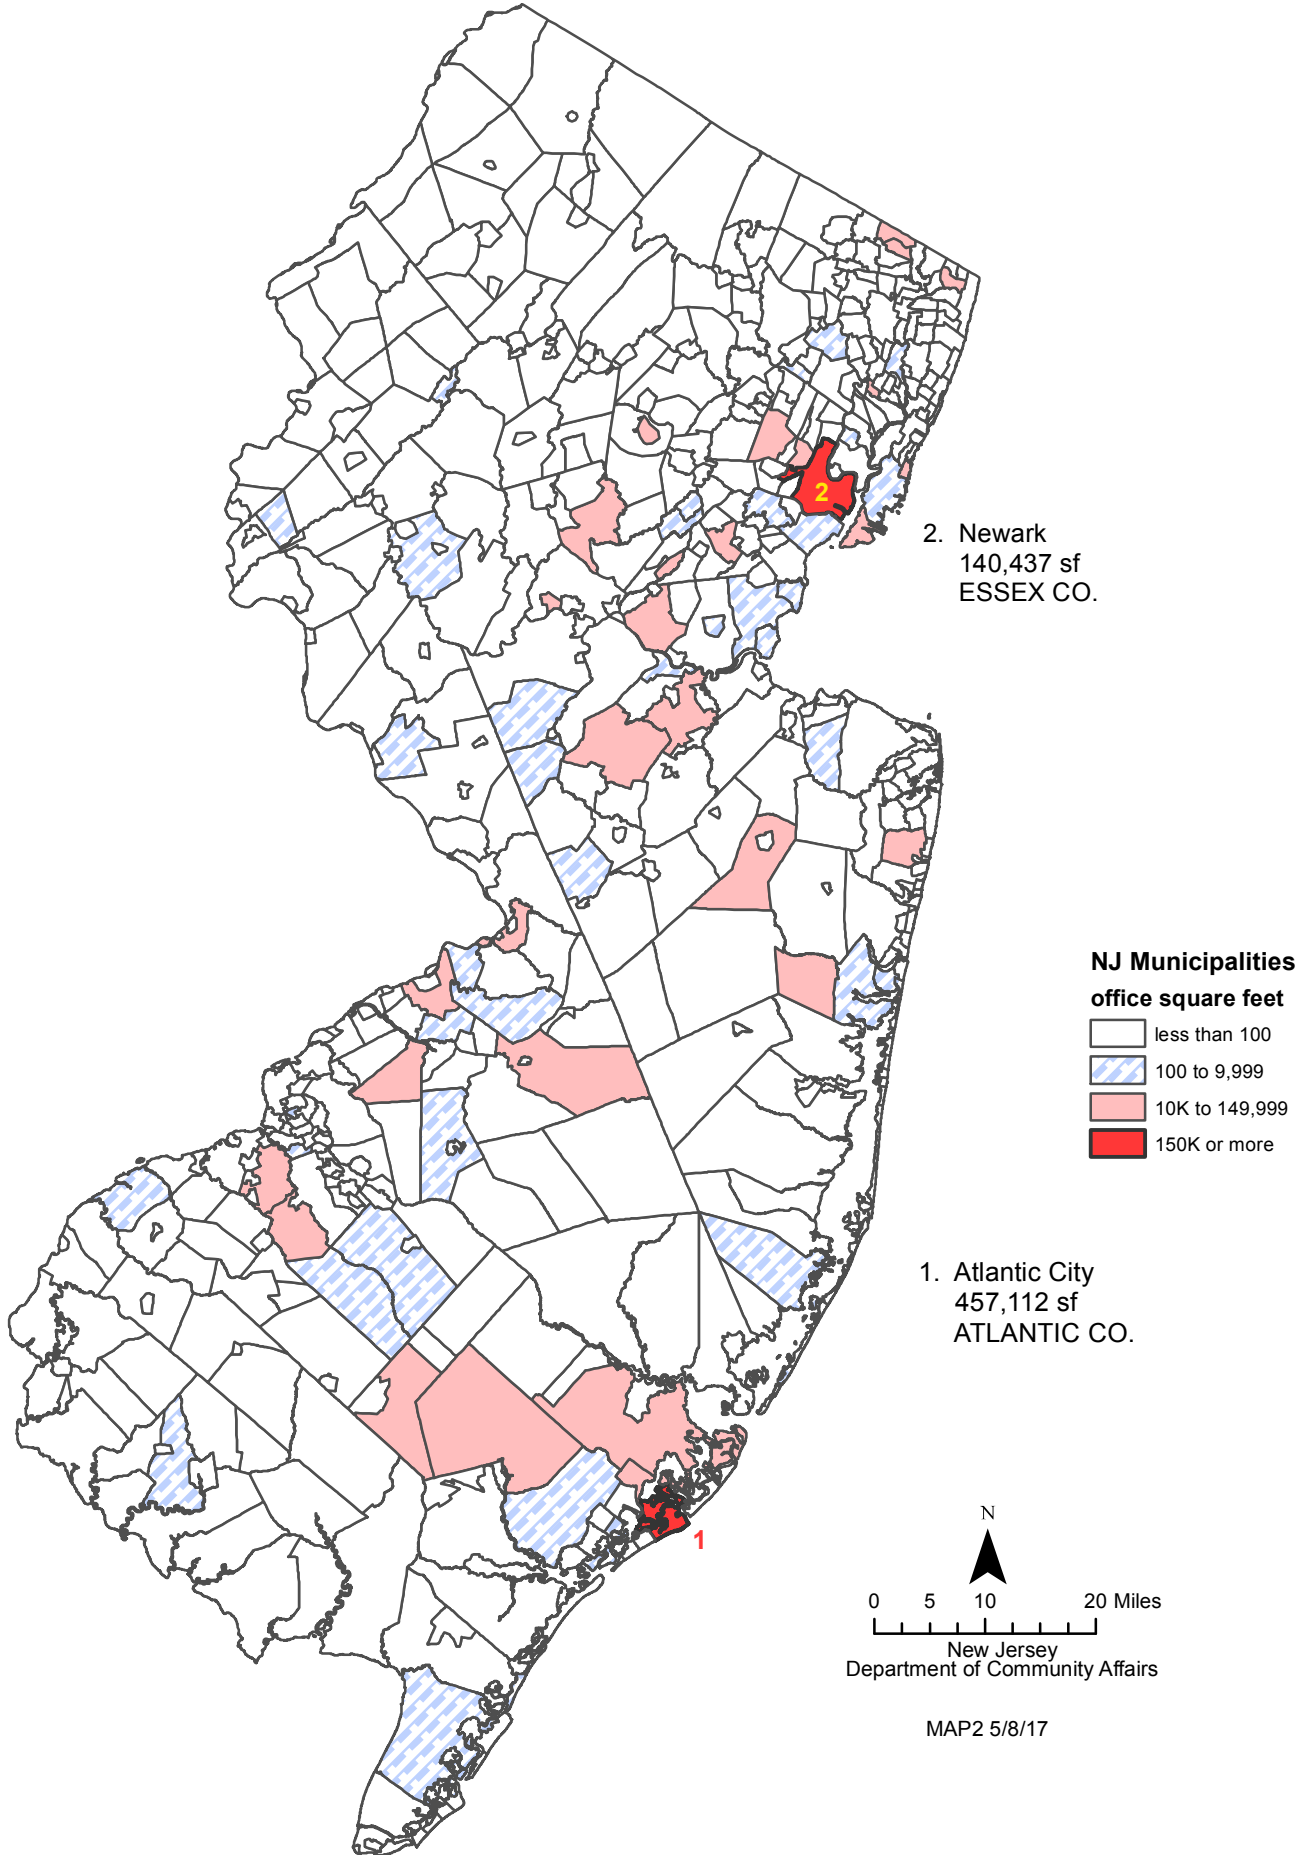 2
2. Newark
140,437 sf
ESSEX CO.
NJ Municipalities
office square feet
less than 100
100 to 9,999
10K to 149,999
150K or more
1. Atlantic City
457,112 sf
ATLANTIC CO.
1
N
0 5 10 20 Miles
New Jersey
Department of Community Affairs
MAP2 5/8/17